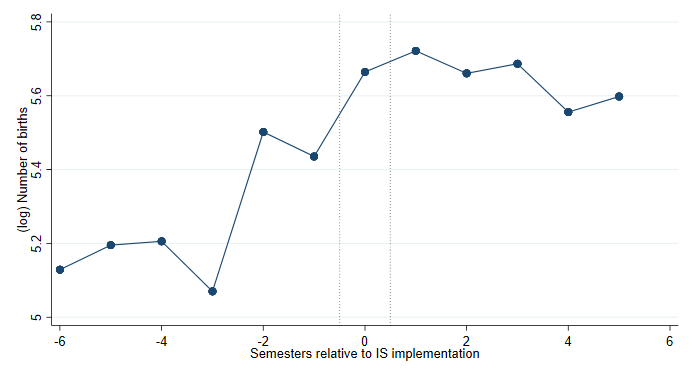 5.8
5.6
5.4
5.2
5
(log) Number of births
-6 -4 -2 0 2 4 6
Semesters relative to IS implementation